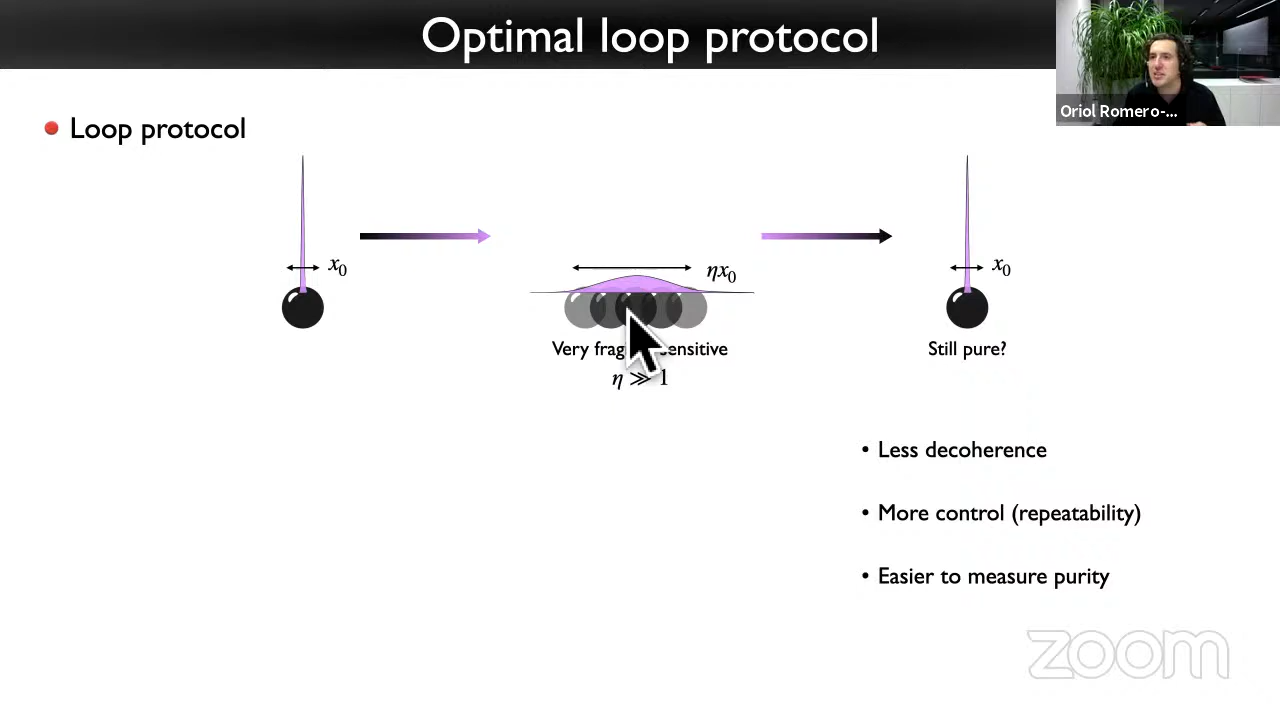 Optimal loop protocol
Oriol Romero-...
Loop protocol
x₀
ηx₀
x₀
Very frag sensitive
Still pure?
η ≫ 1
• Less decoherence
• More control (repeatability)
• Easier to measure purity
zoom